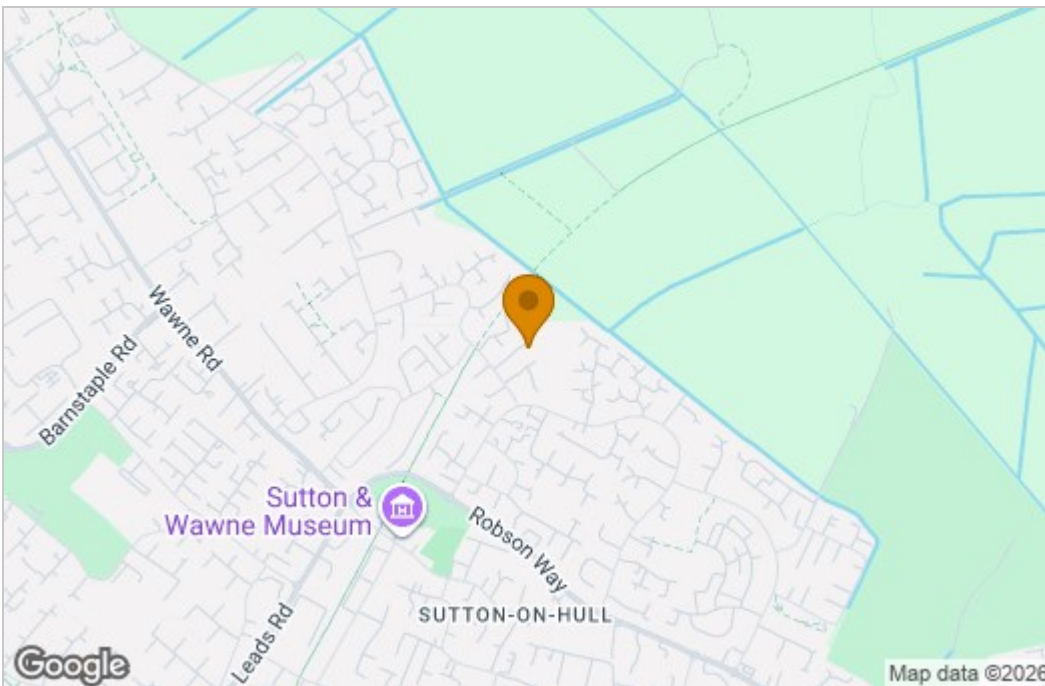 Wawne Rd
Barnstaple Rd
Sutton &
Wawne Museum
Robson Way
SUTTON-ON-HULL
Leads Rd
Google
Map data ©2026